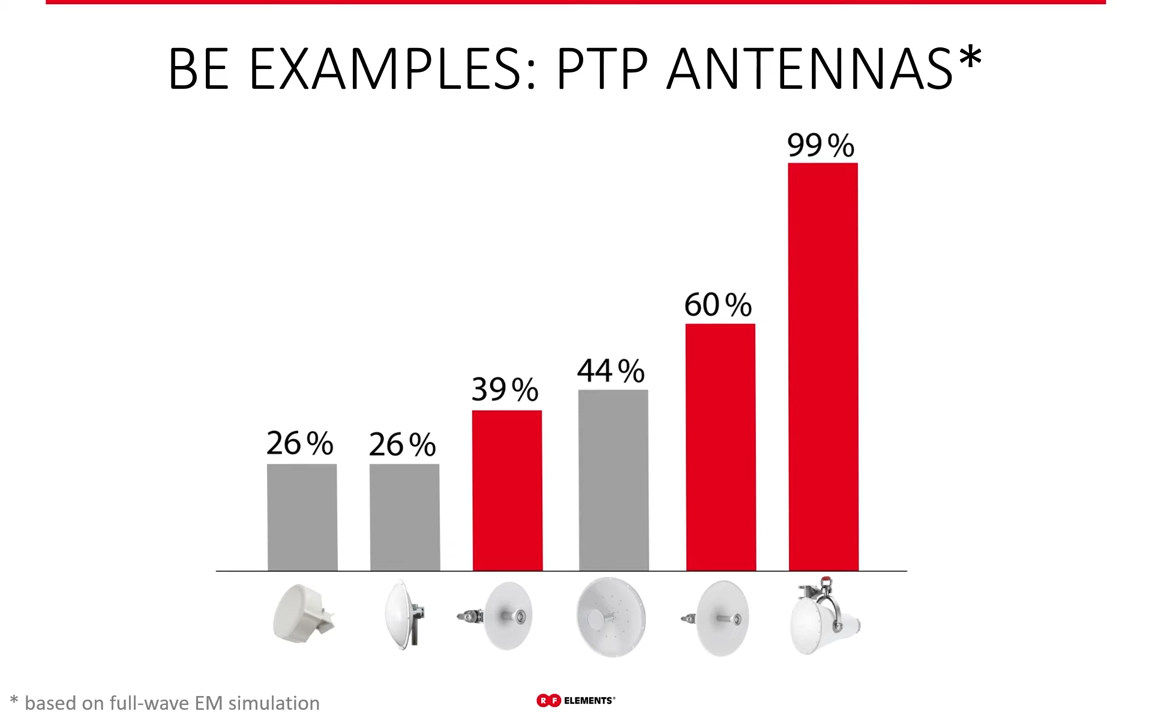 BE EXAMPLES: PTP ANTENNAS*
99 %
60 %
44 %
39 %
26 %
26 %
* based on full-wave EM simulation
RF ELEMENTS®